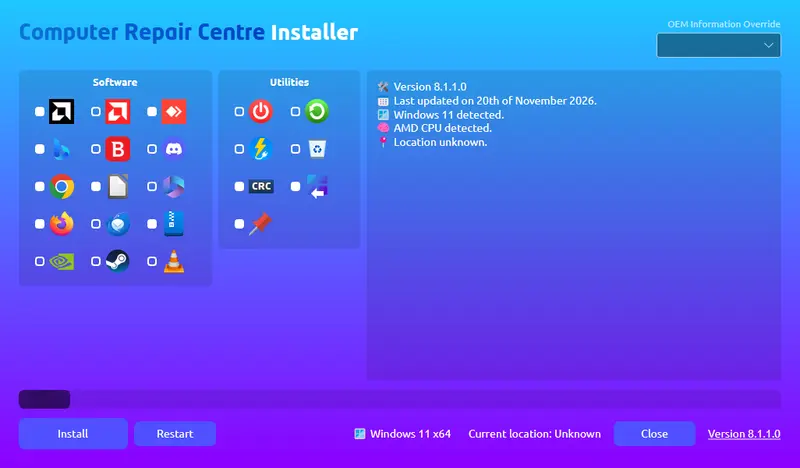 Computer Repair Centre Installer
OEM Information Override
Software
Utilities
CRC
Version 8.1.1.0
Last updated on 20th of November 2026.
Windows 11 detected.
AMD CPU detected.
Location unknown.
Install
Restart
Windows 11 x64
Current location: Unknown
Close
Version 8.1.1.0